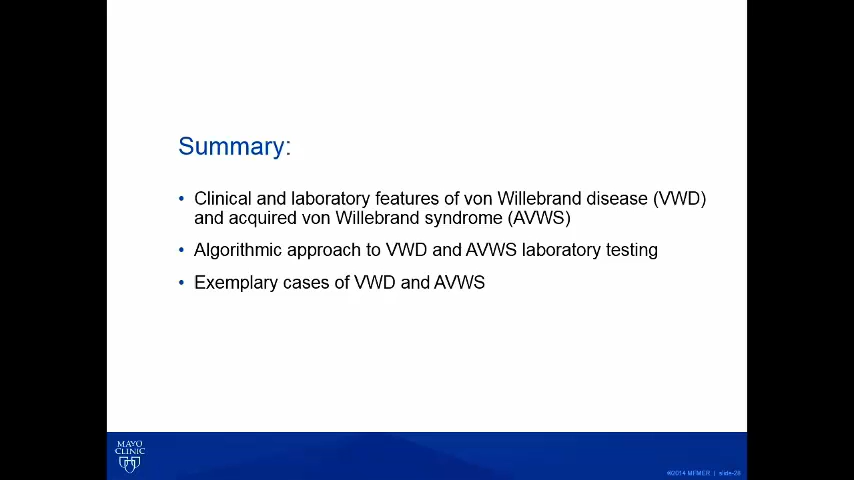 Summary:
• Clinical and laboratory features of von Willebrand disease (VWD)
and acquired von Willebrand syndrome (AVWS)
• Algorithmic approach to VWD and AVWS laboratory testing
• Exemplary cases of VWD and AVWS
MAYO
CLINIC
©2014 MFMER | slide-28